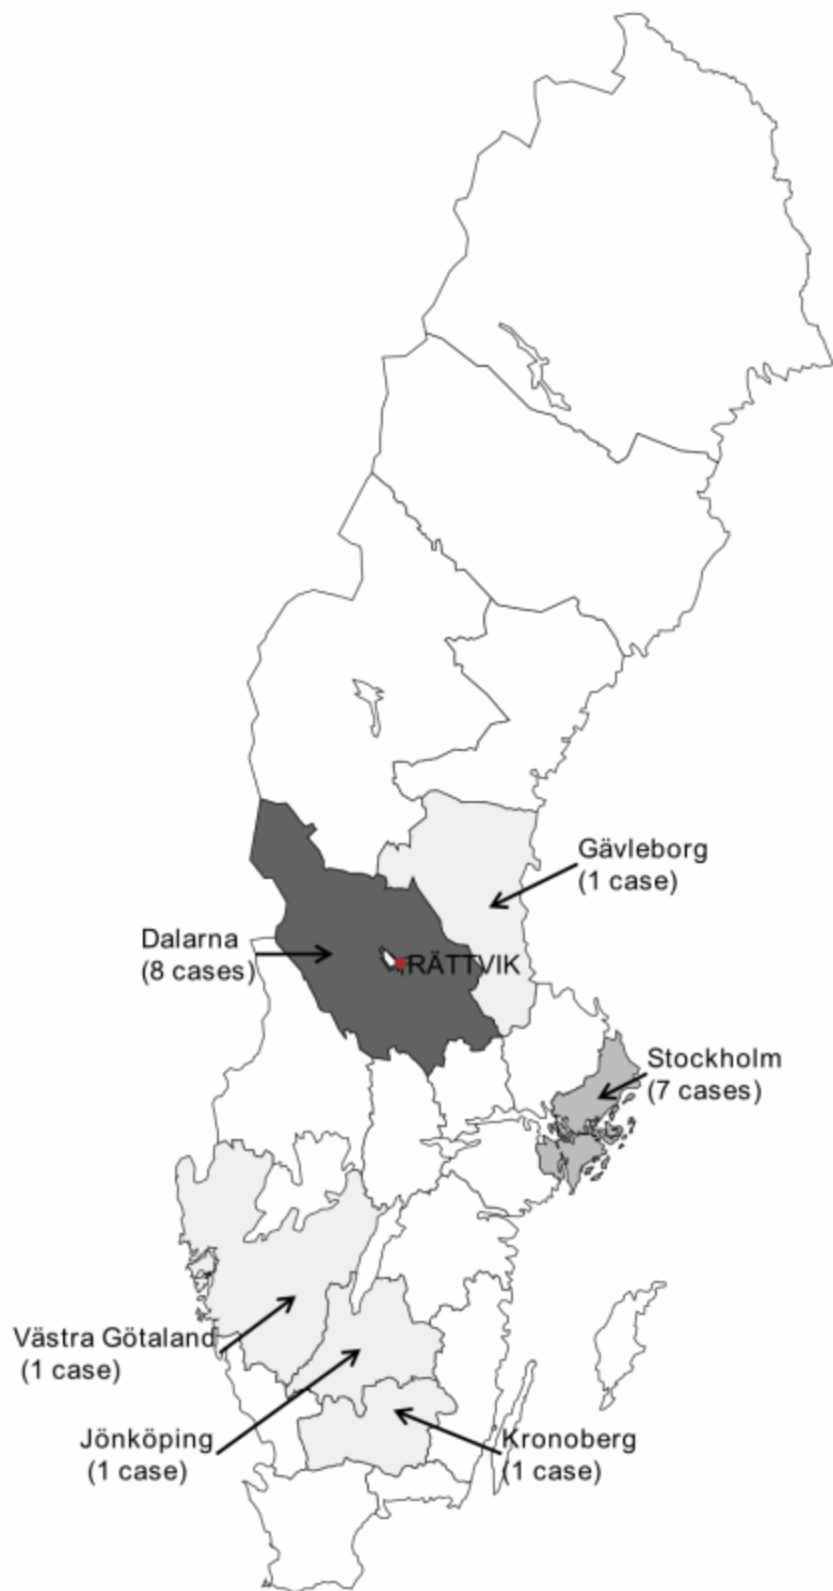 Gävleborg
(1 case)
Dalarna
(8 cases)
RÄTTVIK
Stockholm
(7 cases)
Västra Götaland
(1 case)
Jönköping
(1 case)
Kronoberg
(1 case)